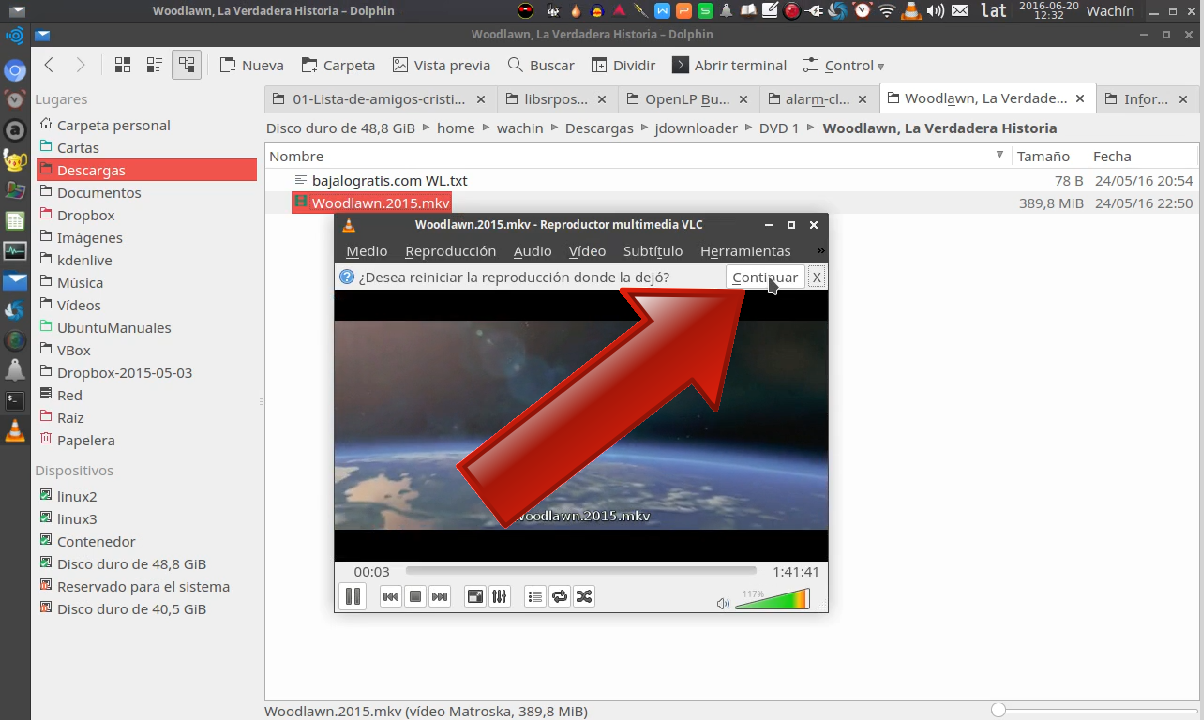 Woodlawn, La Verdadera Historia – Dolphin
lat
2016-06-20
12:32
Wachín
Woodlawn, La Verdadera Historia – Dolphin
Nueva
Carpeta
Vista previa
Buscar
Dividir
Abrir terminal
Control
Lugares
Carpeta personal
Cartas
Descargas
Documentos
Dropbox
Imágenes
kdenlive
Música
Vídeos
UbuntuManuales
VBox
Dropbox-2015-05-03
Red
Raiz
Papelera
Dispositivos
linux2
linux3
Contenedor
Disco duro de 48,8 GiB
Reservado para el sistema
Disco duro de 40,5 GiB
01-Lista-de-amigos-cristi...
libsrpos...
OpenLP Bu...
alarm-cl...
Woodlawn, La Verdade...
Infor...
Disco duro de 48,8 GiB
home
wachin
Descargas
jdownloader
DVD 1
Woodlawn, La Verdadera Historia
Nombre
Tamaño
Fecha
bajalogratis.com WL.txt
78 B
24/05/16 20:54
Woodlawn.2015.mkv
389,8 MiB
24/05/16 22:50
Woodlawn.2015.mkv - Reproductor multimedia VLC
Medio
Reproducción
Audio
Vídeo
Subtítulo
Herramientas
»
¿Desea reiniciar la reproducción donde la dejó?
Continuar
X
Woodlawn.2015.mkv
00:03
1:41:41
117%
Woodlawn.2015.mkv (vídeo Matroska, 389,8 MiB)